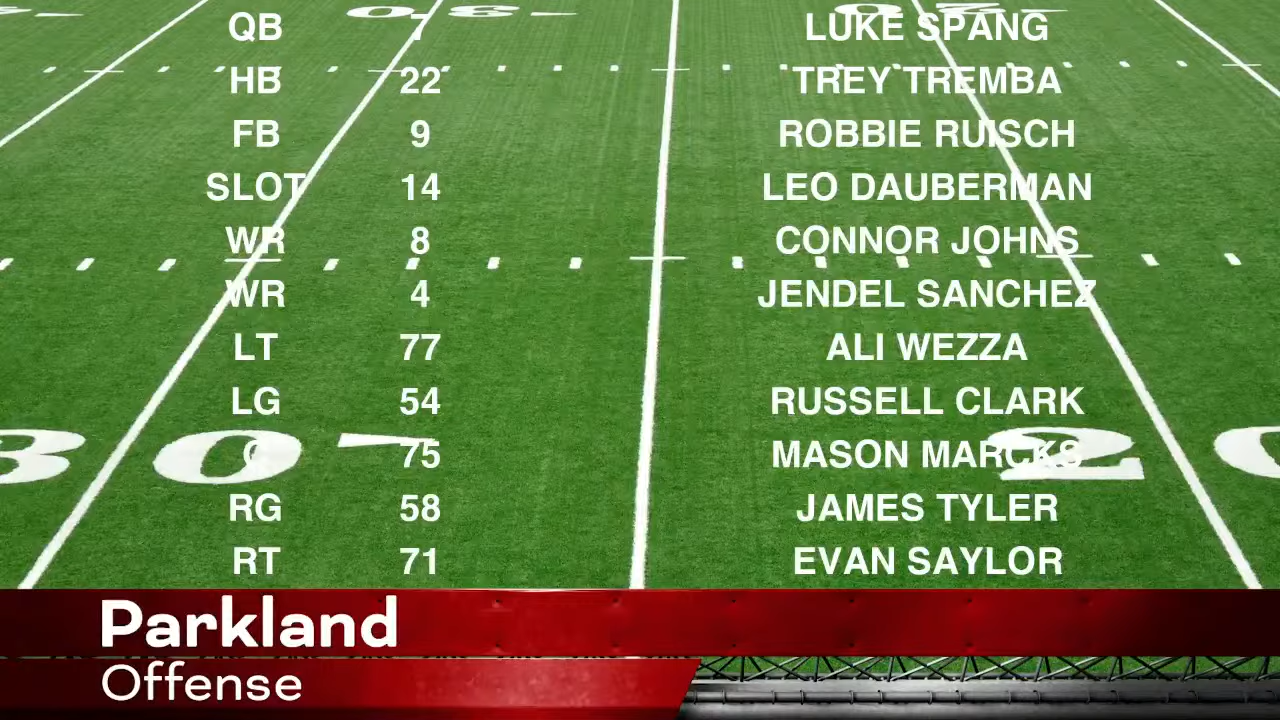 QB 7 LUKE SPANG
HB 22 TREY TREMBA
FB 9 ROBBIE RUISCH
SLOT 14 LEO DAUBERMAN
WR 8 CONNOR JOHNS
WR 4 JENDEL SANCHEZ
LT 77 ALI WEZZA
LG 54 RUSSELL CLARK
C 75 MASON MARCKS
RG 58 JAMES TYLER
RT 71 EVAN SAYLOR
Parkland
Offense